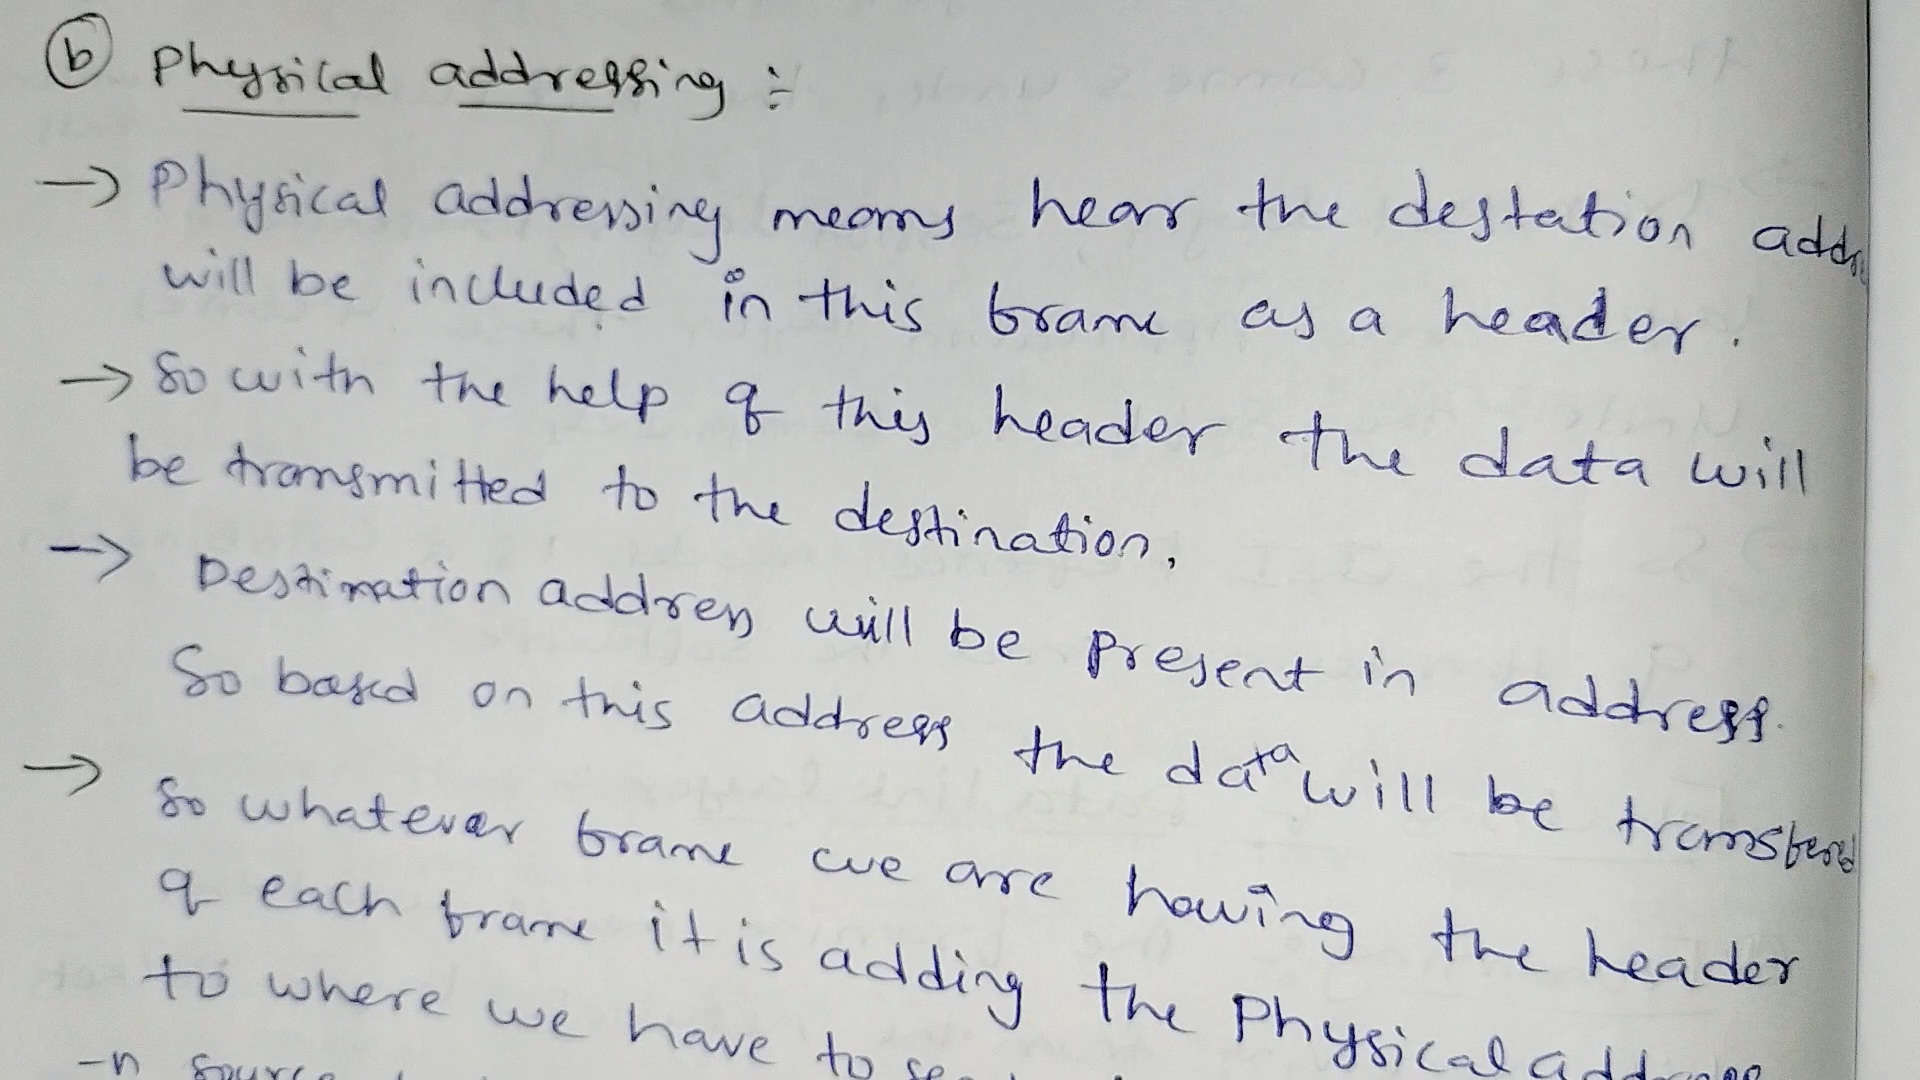 (b) Physical addressing :-
→ Physical addressing means hear the destation addre
will be included in this frame as a header.
→ So with the help of this header the data will
be transmitted to the destination,
→ Destination address will be present in address.
So based on this address the data will be transfered
→ So whatever frame we are having the header
of each frame it is adding the Physical address
to where we have to